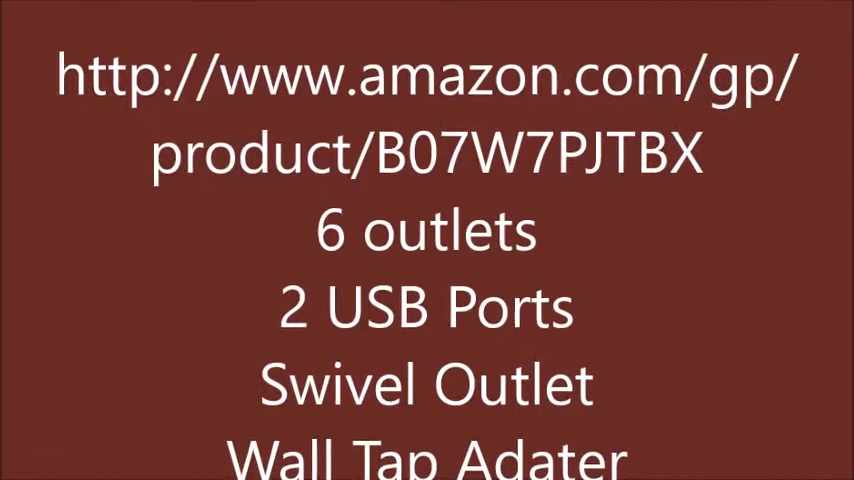 http://www.amazon.com/gp/
product/B07W7PJTBX
6 outlets
2 USB Ports
Swivel Outlet
Wall Tap Adater